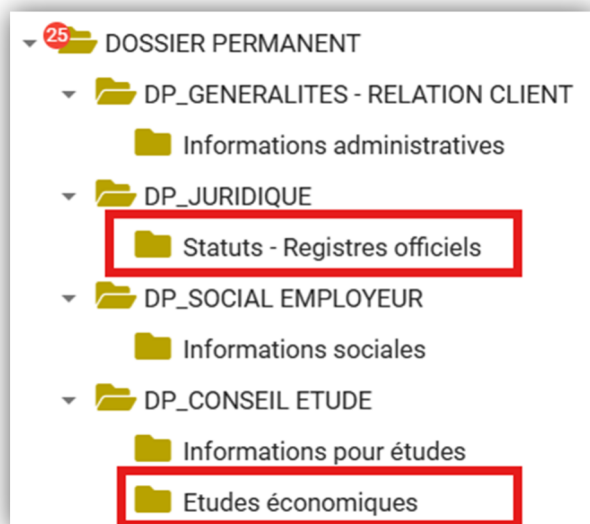 25 DOSSIER PERMANENT
DP_GENERALITES - RELATION CLIENT
Informations administratives
DP_JURIDIQUE
Statuts - Registres officiels
DP_SOCIAL EMPLOYEUR
Informations sociales
DP_CONSEIL ETUDE
Informations pour études
Etudes économiques